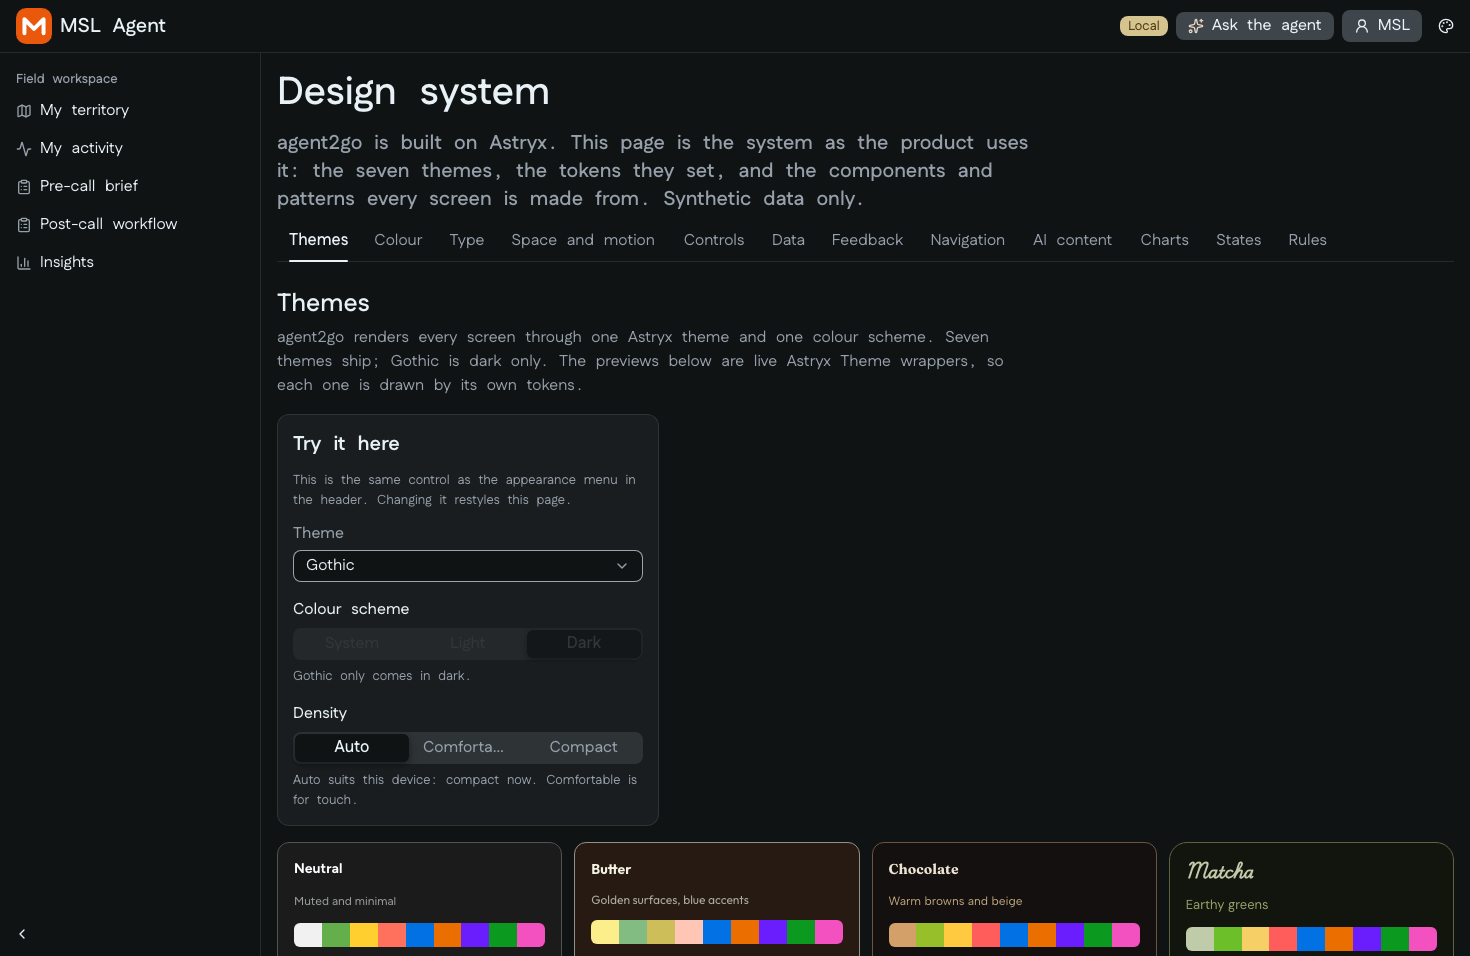 MSL Agent
Local
Ask the agent
MSL
Field workspace
My territory
My activity
Pre-call brief
Post-call workflow
Insights
Design system
agent2go is built on Astryx. This page is the system as the product uses
it: the seven themes, the tokens they set, and the components and
patterns every screen is made from. Synthetic data only.
Themes Colour Type Space and motion Controls Data Feedback Navigation AI content Charts States Rules
Themes
agent2go renders every screen through one Astryx theme and one colour scheme. Seven
themes ship; Gothic is dark only. The previews below are live Astryx Theme wrappers, so
each one is drawn by its own tokens.
Try it here
This is the same control as the appearance menu in
the header. Changing it restyles this page.
Theme
Gothic
Colour scheme
System Light Dark
Gothic only comes in dark.
Density
Auto Comforta... Compact
Auto suits this device: compact now. Comfortable is
for touch.
Neutral
Muted and minimal
Butter
Golden surfaces, blue accents
Chocolate
Warm browns and beige
Matcha
Earthy greens